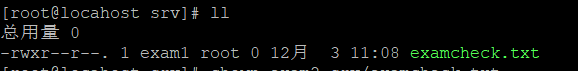 [root@locahost srv]# ll
总用量 0
-rwxr--r--. 1 exam1 root 0 12月  3 11:08 examcheck.txt